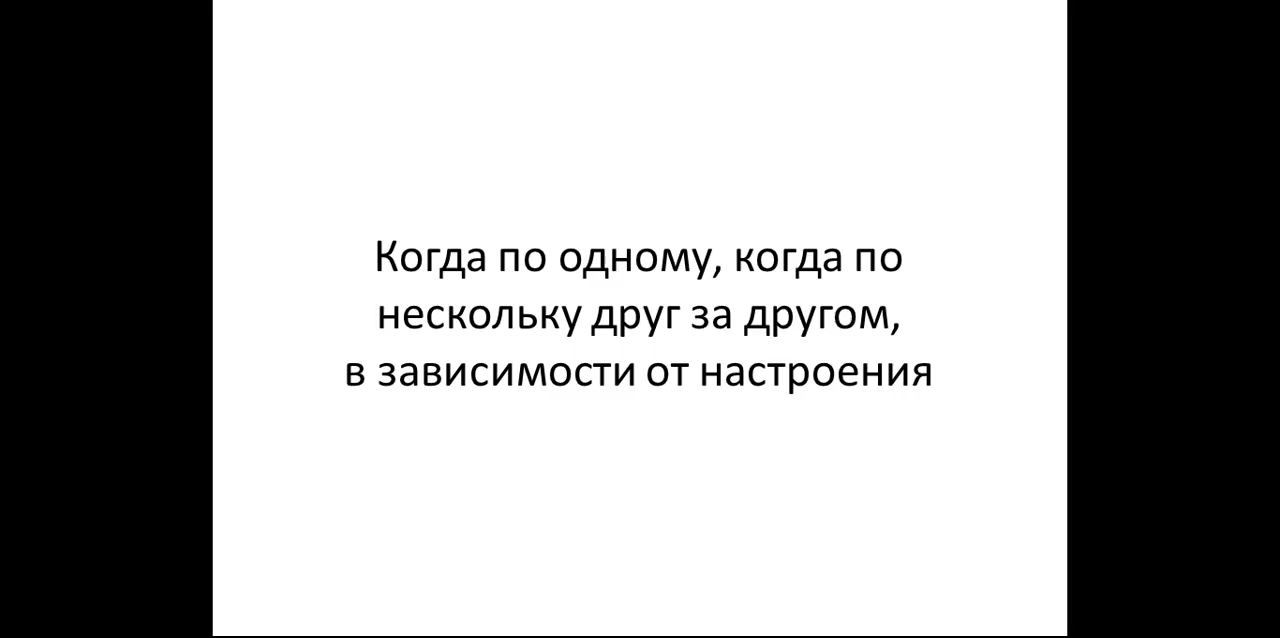 Когда по одному, когда по
нескольку друг за другом,
в зависимости от настроения